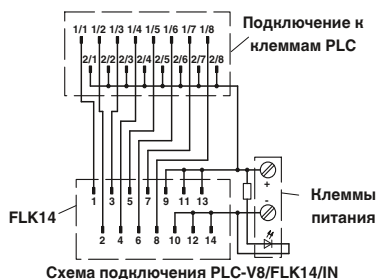 Подключение к
клеммам PLC
1/1 1/2 1/3 1/4 1/5 1/6 1/7 1/8
2/1 2/2 2/3 2/4 2/5 2/6 2/7 2/8
1 3 5 7 9 11 13
+
-
Клеммы
питания
FLK14
2 4 6 8 10 12 14
Схема подключения PLC-V8/FLK14/IN